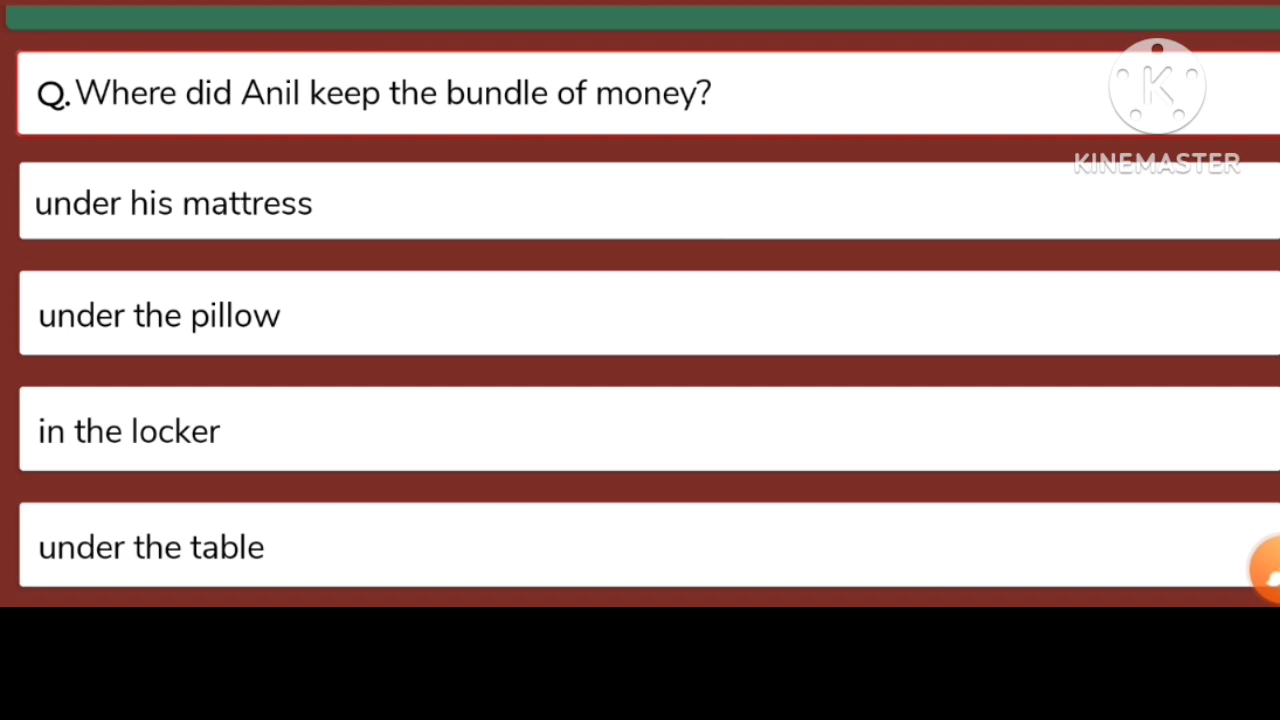 Q. Where did Anil keep the bundle of money?
K
KINEMASTER
under his mattress
under the pillow
in the locker
under the table